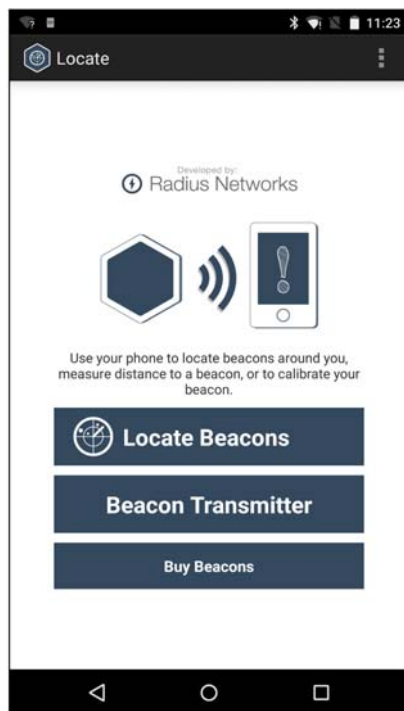 11:23
Locate
Developed by:
Radius Networks
Use your phone to locate beacons around you,
measure distance to a beacon, or to calibrate your
beacon.
Locate Beacons
Beacon Transmitter
Buy Beacons